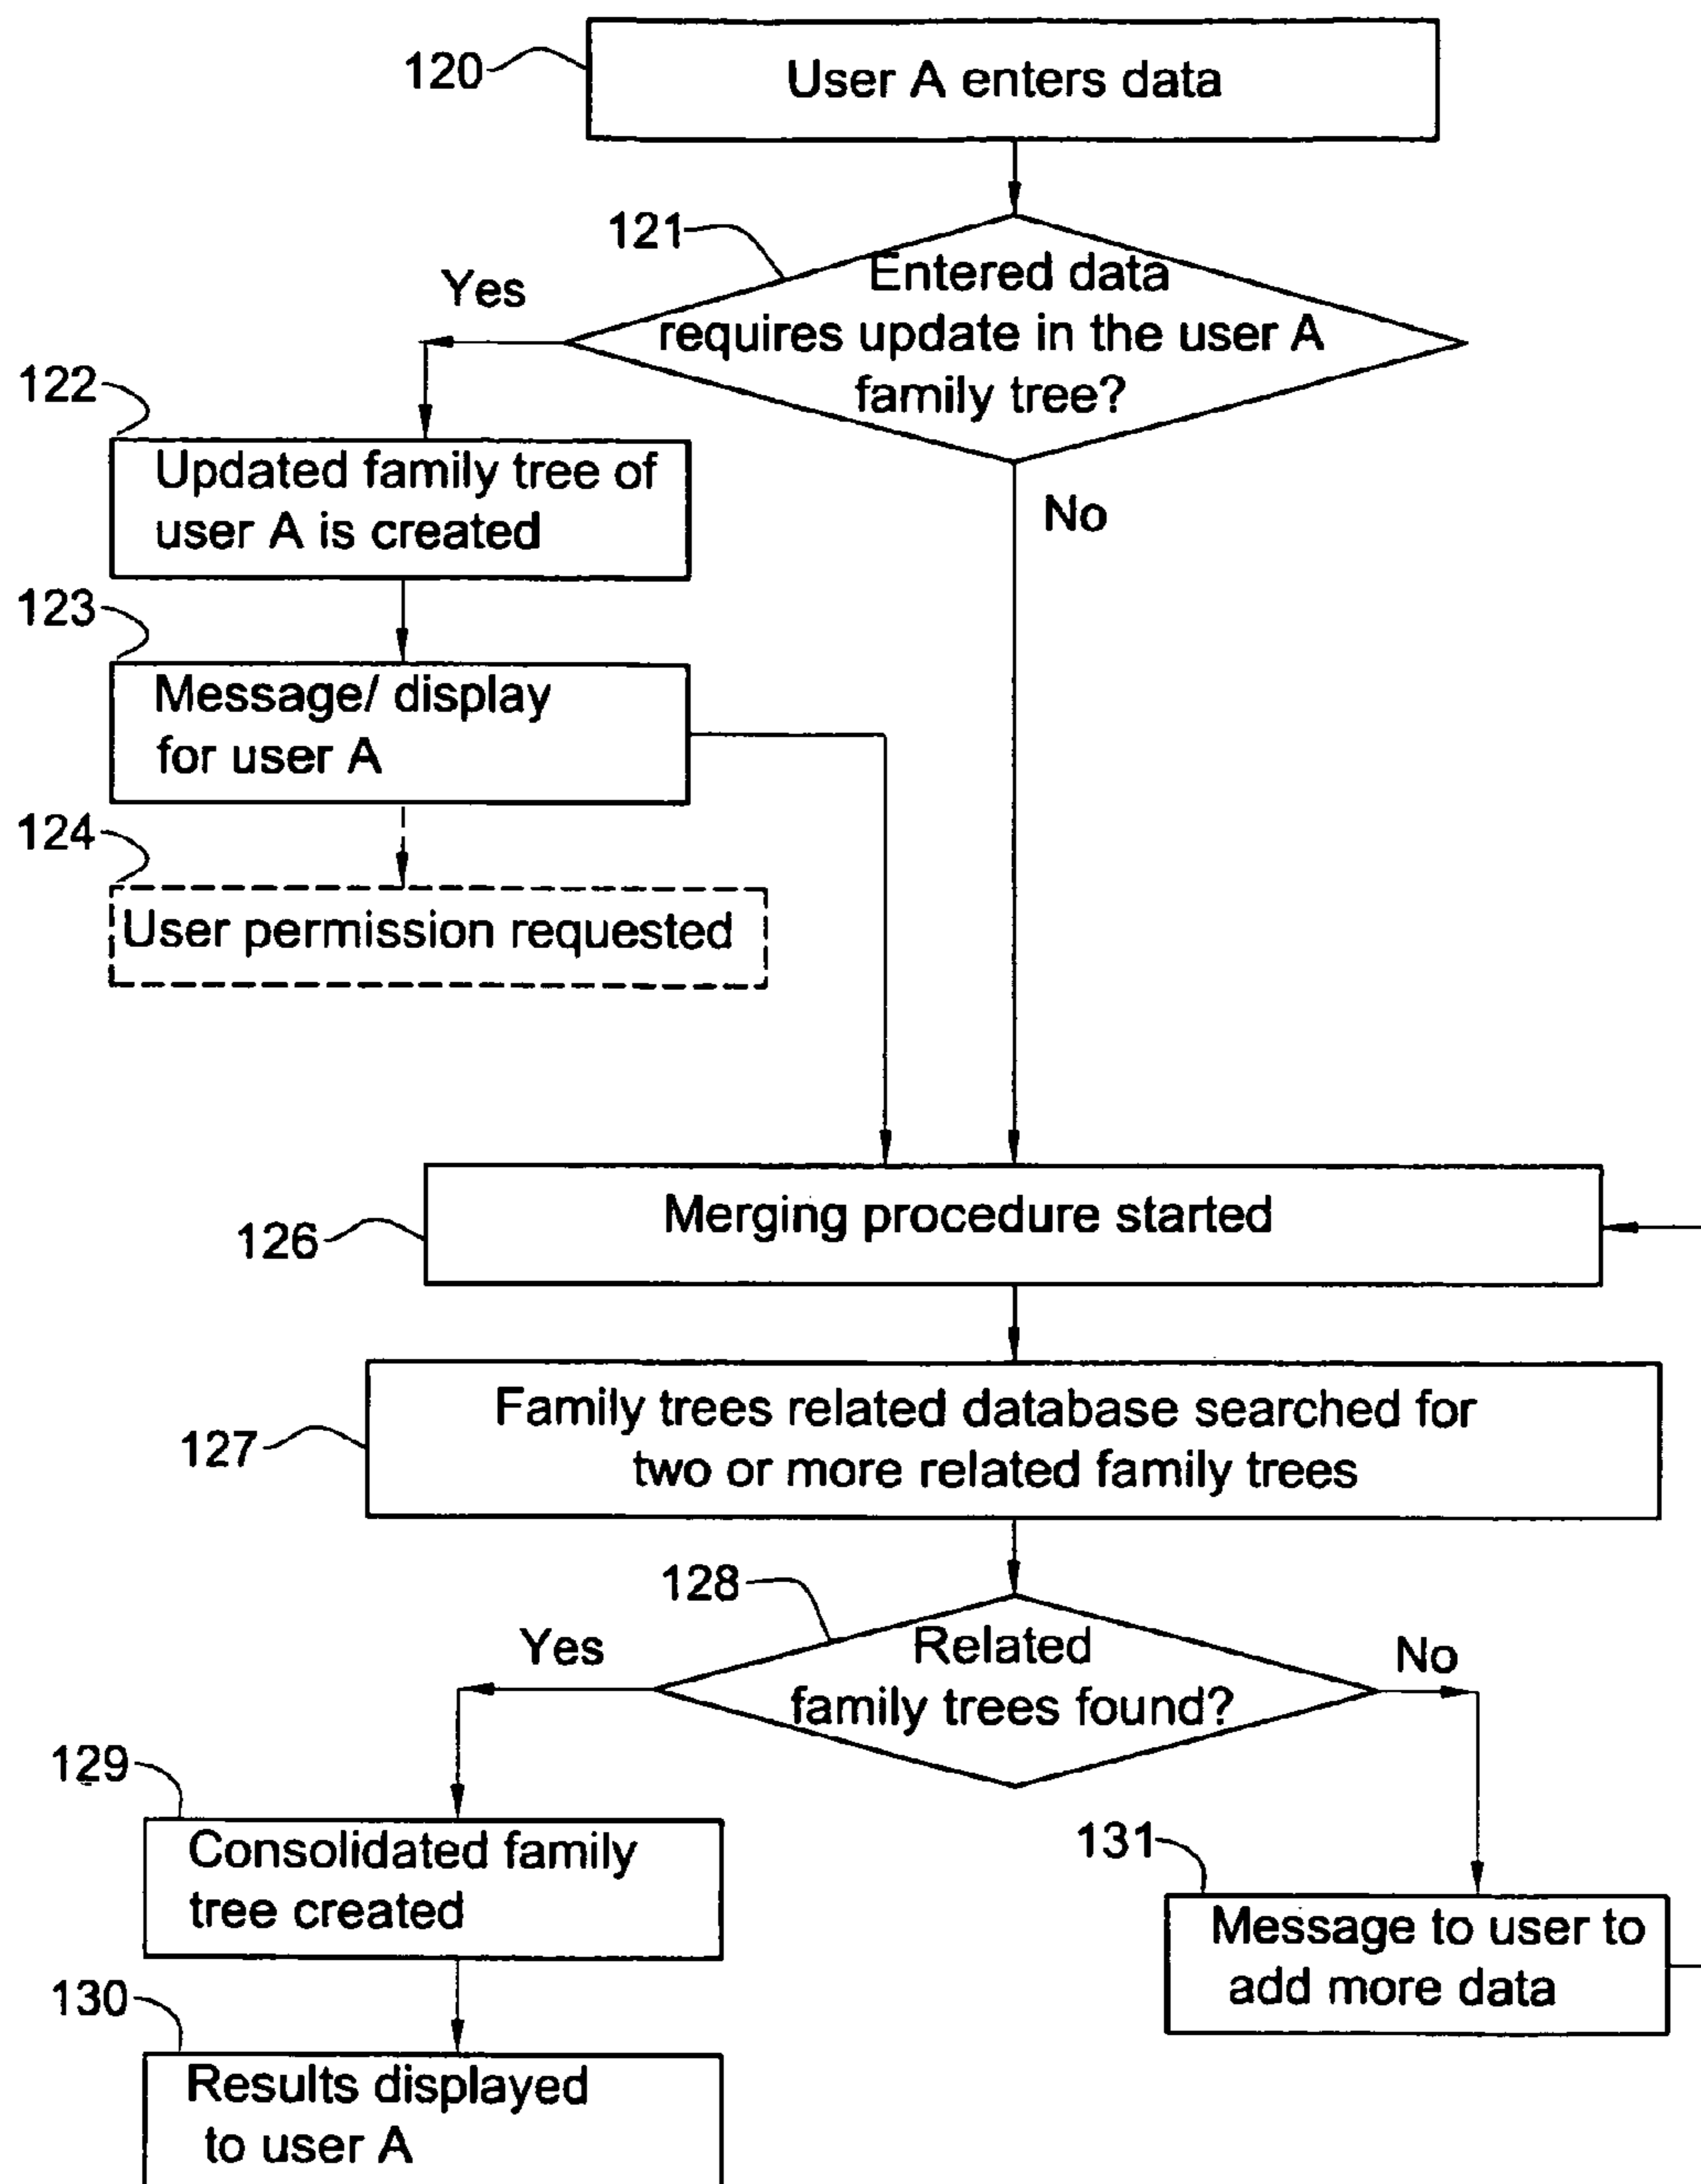 120
User A enters data
121
Entered data
requires update in the user A
family tree?
Yes
No
122
Updated family tree of
user A is created
123
Message/ display
for user A
124
User permission requested
126
Merging procedure started
127
Family trees related database searched for
two or more related family trees
128
Related
family trees found?
Yes
No
129
Consolidated family
tree created
131
Message to user to
add more data
130
Results displayed
to user A